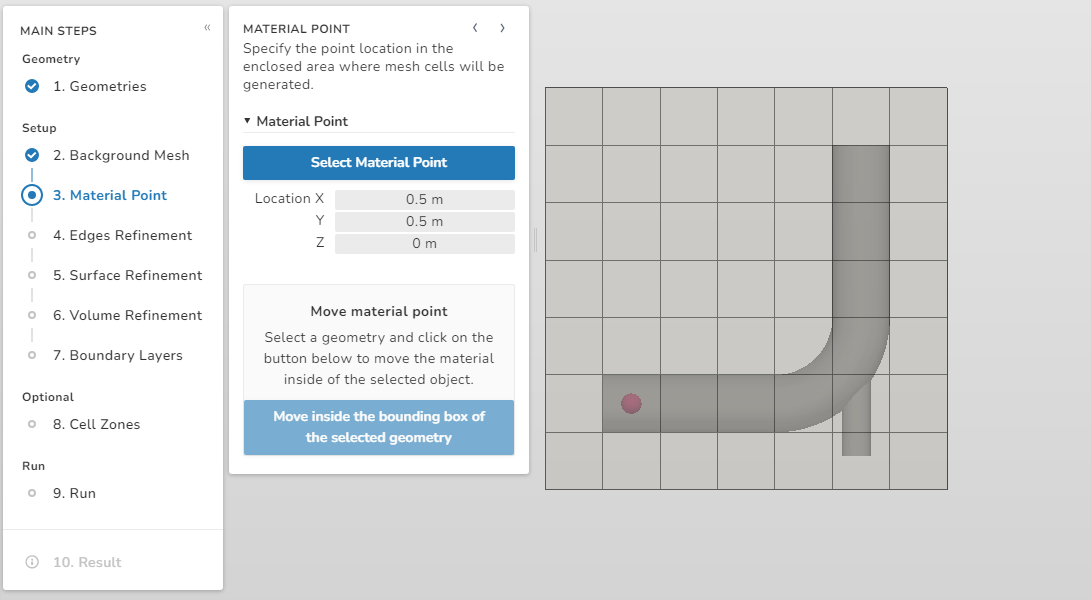 MAIN STEPS
«
Geometry
1. Geometries
Setup
2. Background Mesh
3. Material Point
4. Edges Refinement
5. Surface Refinement
6. Volume Refinement
7. Boundary Layers
Optional
8. Cell Zones
Run
9. Run
10. Result
MATERIAL POINT
Specify the point location in the
enclosed area where mesh cells will be
generated.
Material Point
Select Material Point
Location X 0.5 m
Y 0.5 m
Z 0 m
Move material point
Select a geometry and click on the
button below to move the material
inside of the selected object.
Move inside the bounding box of
the selected geometry